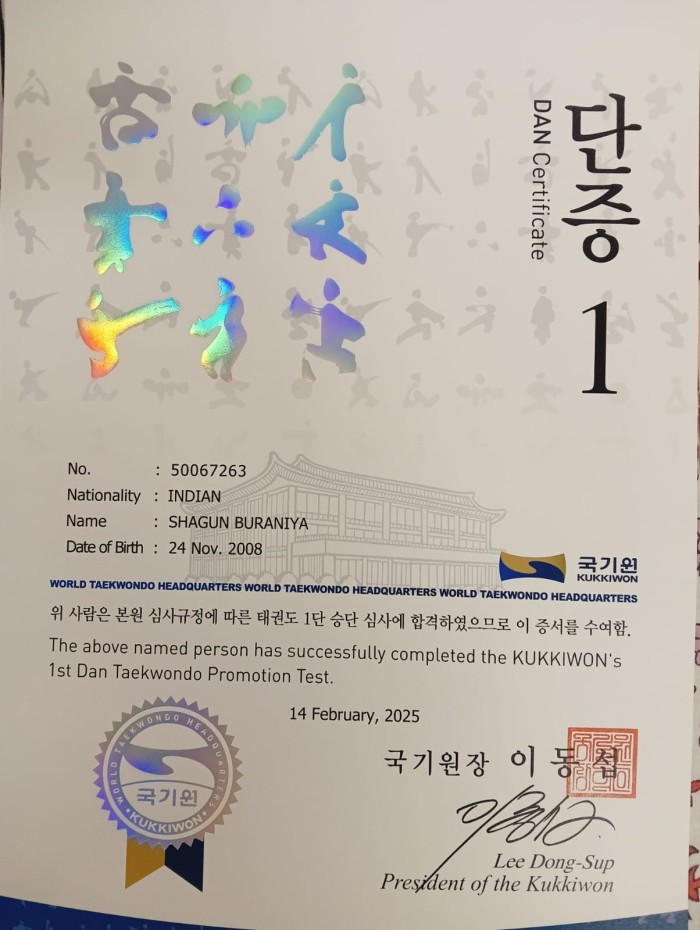 단증
DAN Certificate
1
No. : 50067263
Nationality : INDIAN
Name : SHAGUN BURANIYA
Date of Birth : 24 Nov. 2008
국기원
KUKKIWON
WORLD TAEKWONDO HEADQUARTERS WORLD TAEKWONDO HEADQUARTERS WORLD TAEKWONDO HEADQUARTERS
위 사람은 본원 심사규정에 따른 태권도 1단 승단 심사에 합격하였으므로 이 증서를 수여함.
The above named person has successfully completed the KUKKIWON's
1st Dan Taekwondo Promotion Test.
14 February, 2025
WORLD TAEKWONDO HEADQUARTERS
국기원
KUKKIWON
국기원장 이동섭
Lee Dong-Sup
President of the Kukkiwon